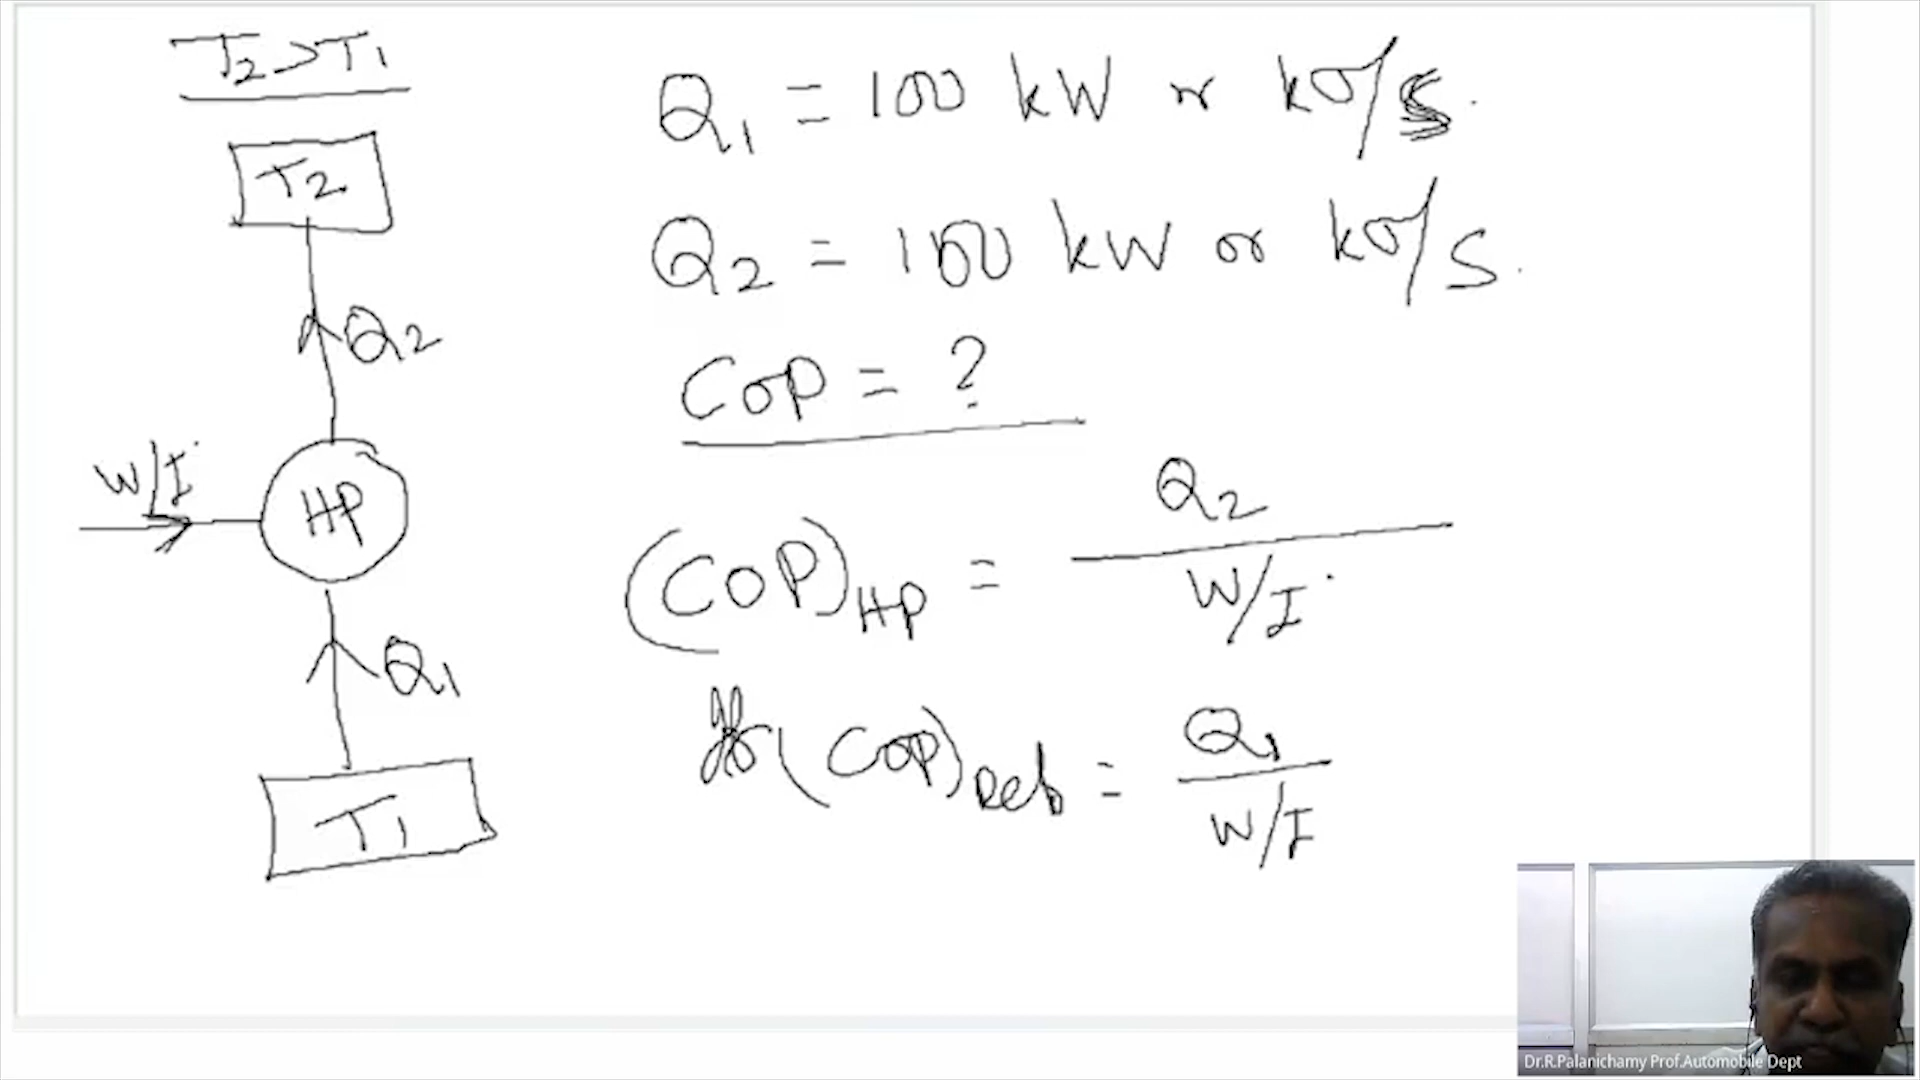 T2 > T1
T2
Q2
W/I
HP
Q1
T1
Q1 = 100 kW or kJ/s.
Q2 = 160 kW or kJ/s.
COP = ?
(COP)HP = Q2
W/I
(COP)Ref = Q1
W/I
Dr.R.Palanichamy Prof.Automobile Dept